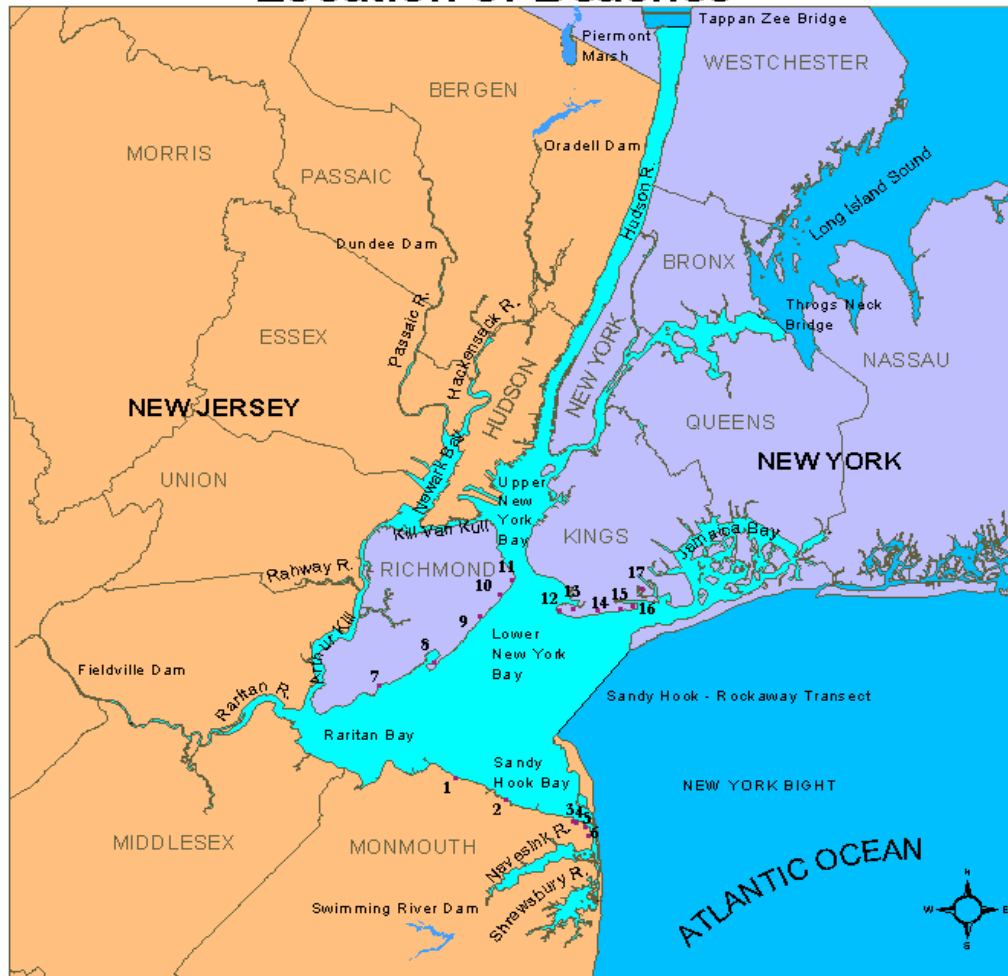 Location of Beaches
Tappan Zee Bridge
Piermont
Marsh
WESTCHESTER
BERGEN
MORRIS
Oradell Dam
PASSAIC
Hudson R.
Long Island Sound
Dundee Dam
BRONX
Passaic R.
Hackensack R.
Throgs Neck
Bridge
ESSEX
NASSAU
HUDSON
NEW YORK
NEW JERSEY
QUEENS
NEW YORK
UNION
Newark Bay
Upper
New
York
Bay
Kill Van Kull
KINGS
Jamaica Bay
Rahway R.
RICHMOND
11
10
17
13
12
15
14
16
9
Arthur Kill
Lower
New York
Bay
8
7
Fieldville Dam
Raritan R.
Sandy Hook - Rockaway Transect
Raritan Bay
Sandy
Hook Bay
1
2
NEW YORK BIGHT
3
4
5
6
MIDDLESEX
MONMOUTH
Navesink R.
ATLANTIC OCEAN
Shrewsbury R.
Swimming River Dam
N
W
E
S